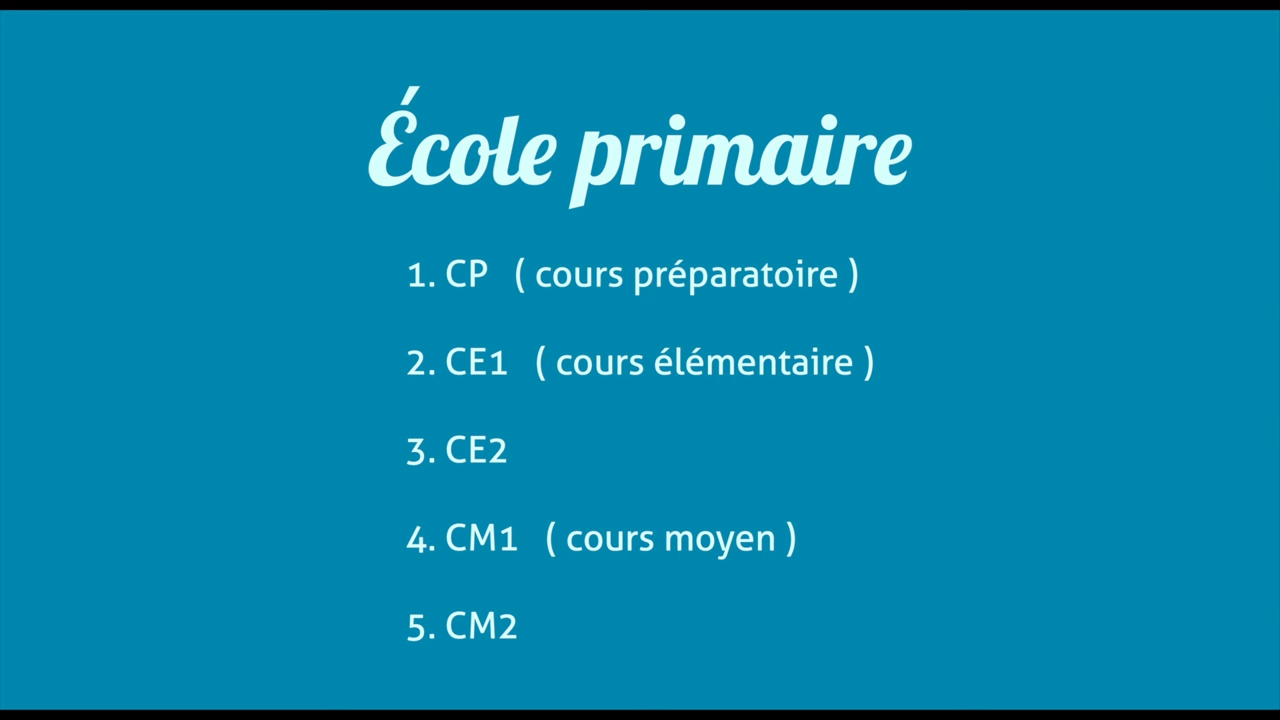 École primaire
1. CP ( cours préparatoire )
2. CE1 ( cours élémentaire )
3. CE2
4. CM1 ( cours moyen )
5. CM2